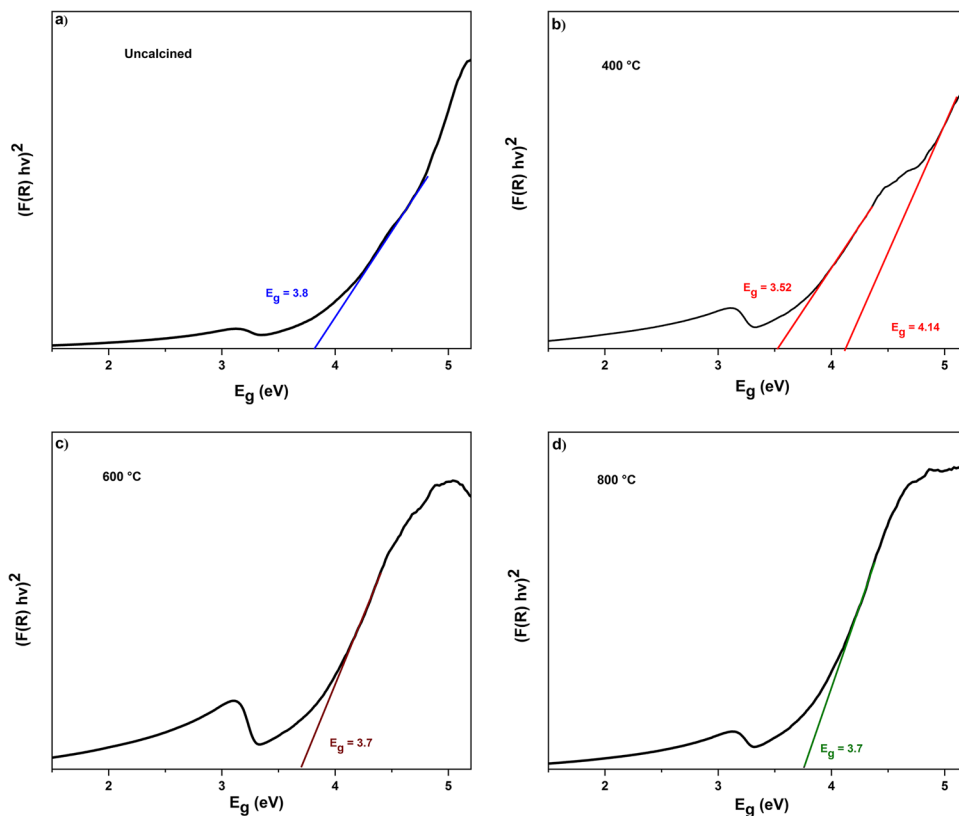 a)
Uncalcined
(F(R) hv)2
Eg = 3.8
2 3 4 5
Eg (eV)
b)
400 °C
(F(R) hv)2
Eg = 3.52
Eg = 4.14
2 3 4 5
Eg (eV)
c)
600 °C
(F(R) hv)2
Eg = 3.7
2 3 4 5
Eg (eV)
d)
800 °C
(F(R) hv)2
Eg = 3.7
2 3 4 5
Eg (eV)